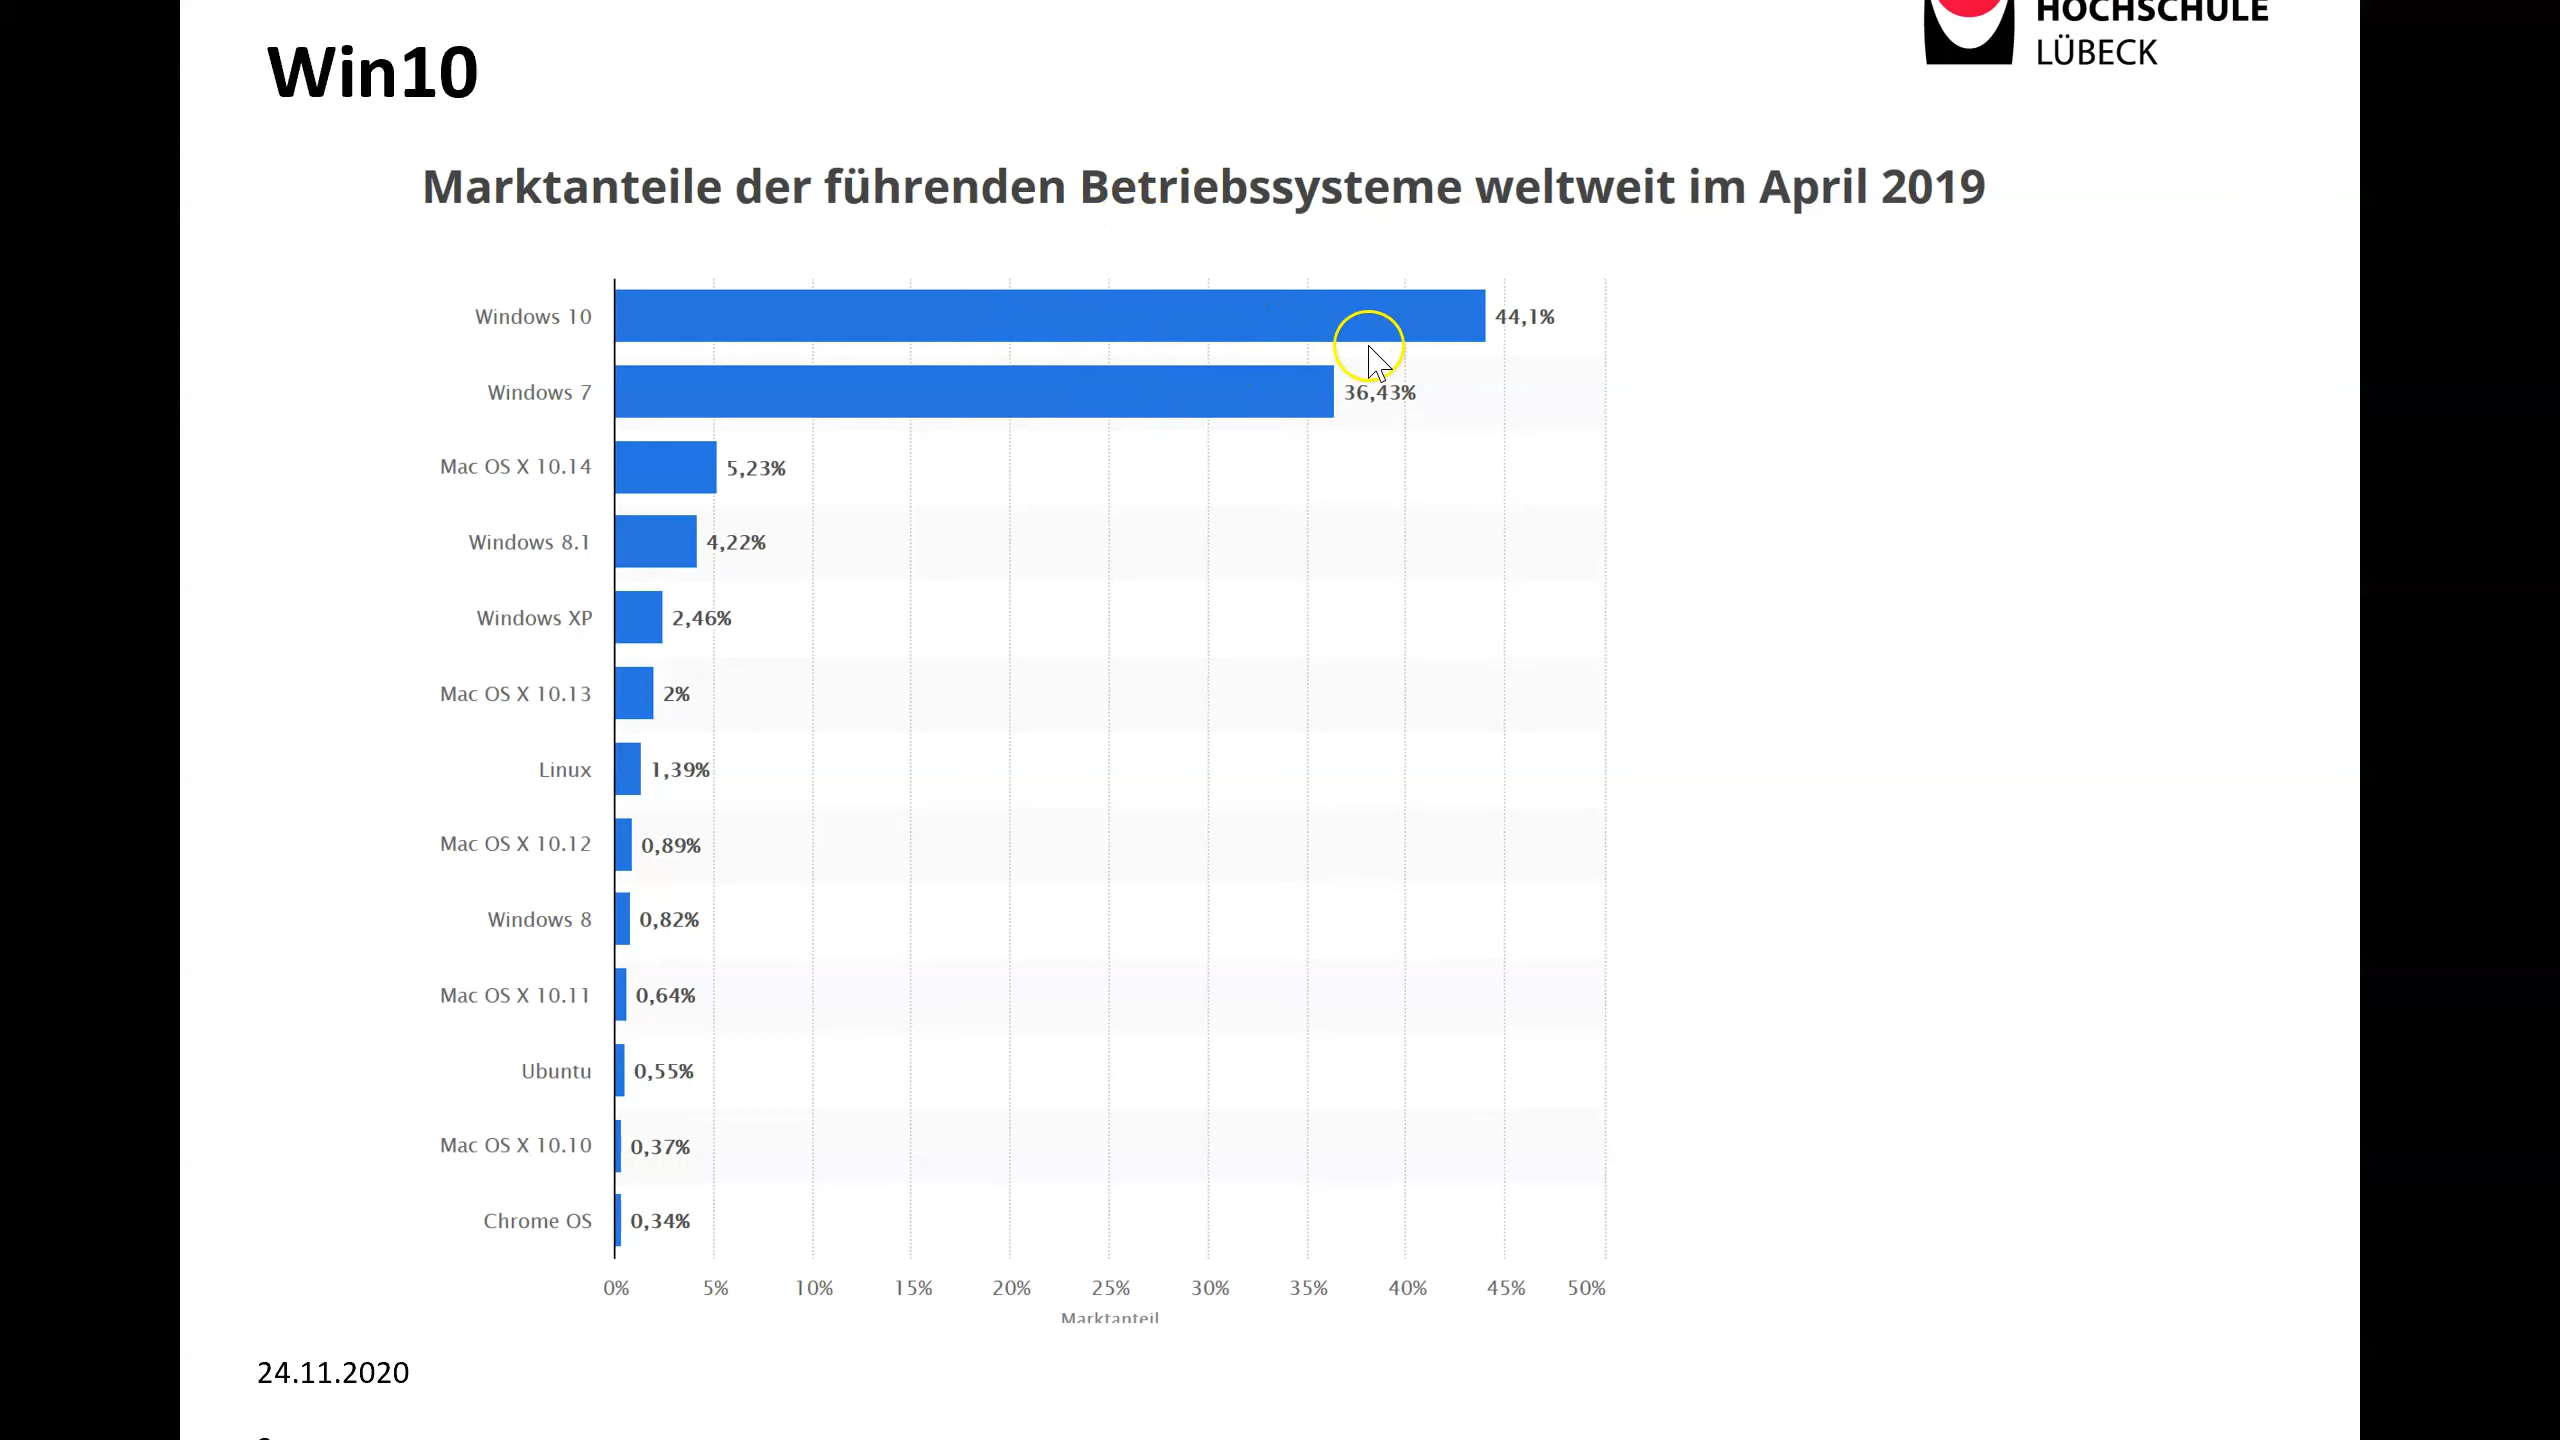 HOCHSCHULE
LÜBECK
Win10
Marktanteile der führenden Betriebssysteme weltweit im April 2019
Windows 10 44,1%
Windows 7 36,43%
Mac OS X 10.14 5,23%
Windows 8.1 4,22%
Windows XP 2,46%
Mac OS X 10.13 2%
Linux 1,39%
Mac OS X 10.12 0,89%
Windows 8 0,82%
Mac OS X 10.11 0,64%
Ubuntu 0,55%
Mac OS X 10.10 0,37%
Chrome OS 0,34%
0% 5% 10% 15% 20% 25% 30% 35% 40% 45% 50%
Marktanteil
24.11.2020